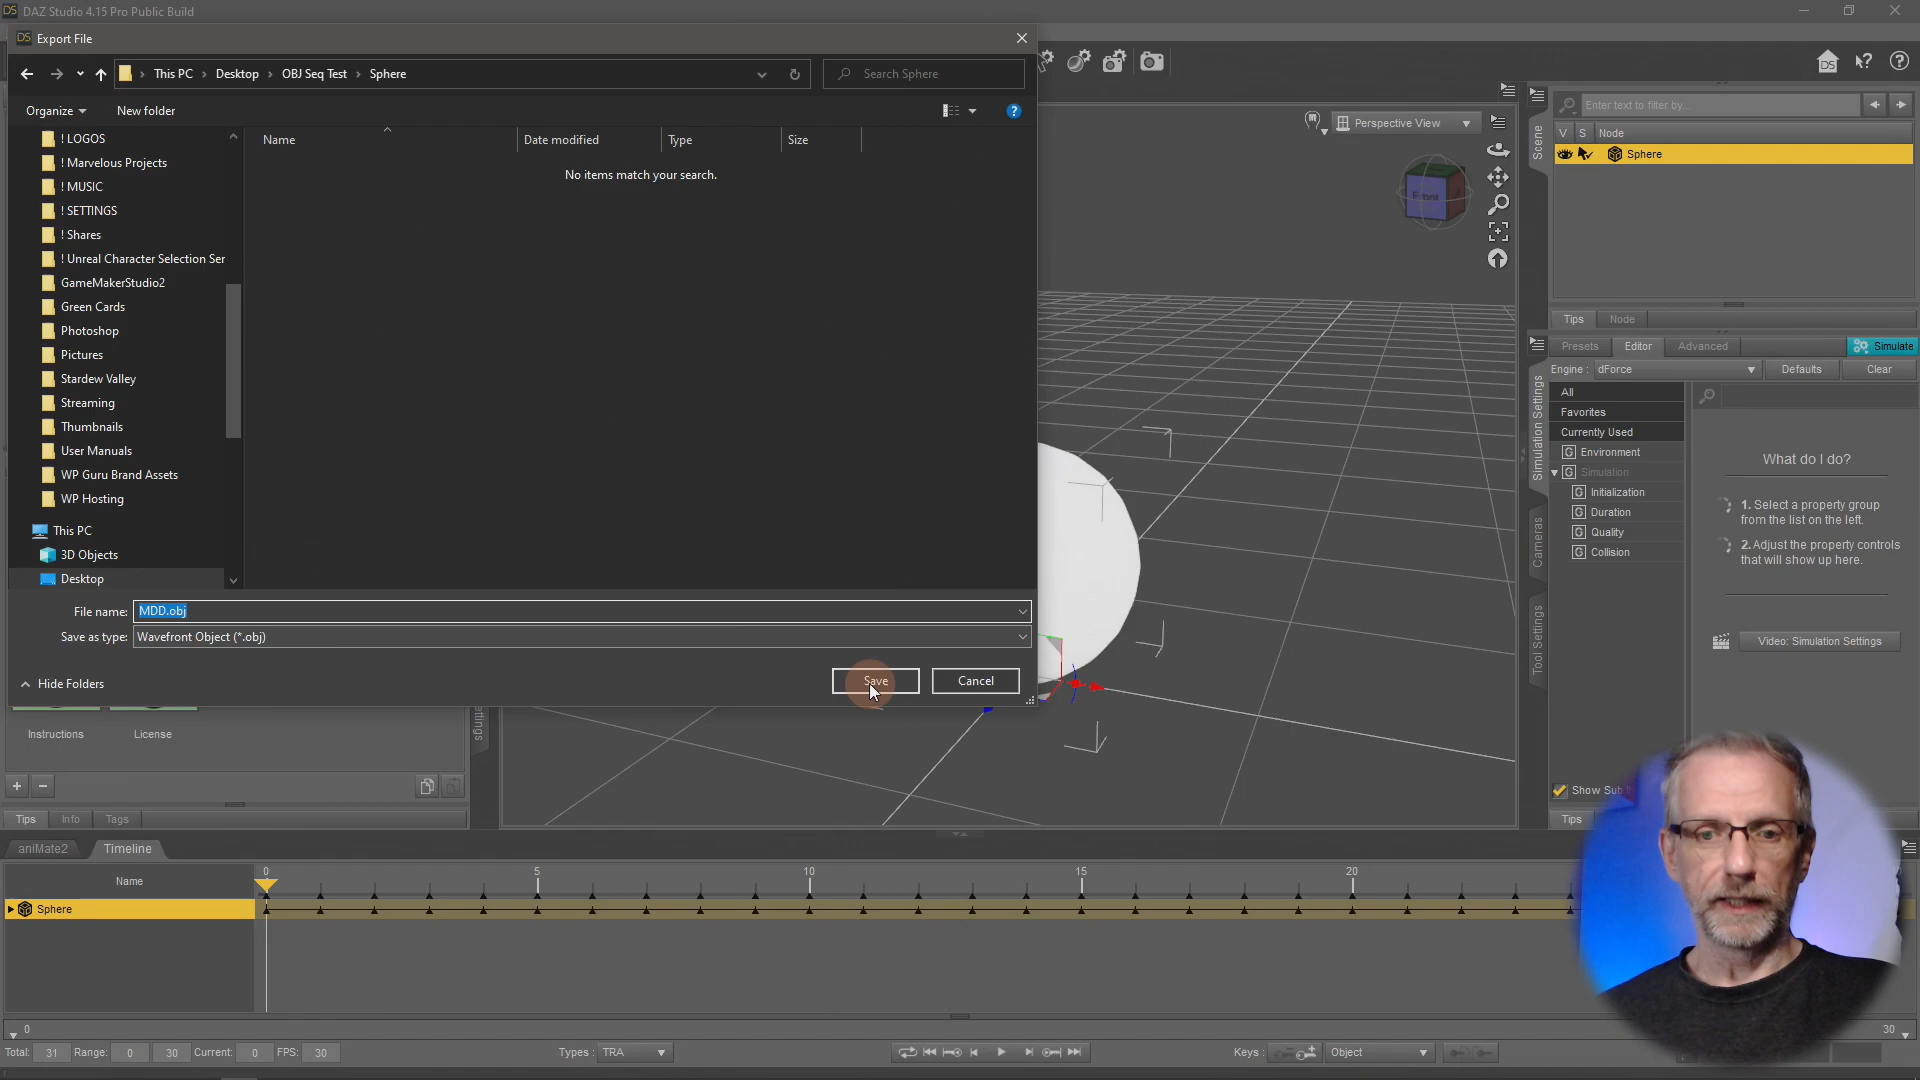 DAZ Studio 4.15 Pro Public Build
Export File
This PC
Desktop
OBJ Seq Test
Sphere
Search Sphere
Organize
New folder
Name
Date modified
Type
Size
No items match your search.
! LOGOS
! Marvelous Projects
! MUSIC
! SETTINGS
! Shares
! Unreal Character Selection Ser
GameMakerStudio2
Green Cards
Photoshop
Pictures
Stardew Valley
Streaming
Thumbnails
User Manuals
WP Guru Brand Assets
WP Hosting
This PC
3D Objects
Desktop
File name:
MDD.obj
Save as type:
Wavefront Object (*.obj)
Hide Folders
Save
Cancel
Perspective View
Front
Scene
Enter text to filter by...
V
S
Node
Sphere
Tips
Node
Presets
Editor
Advanced
Simulate
Engine :
dForce
Defaults
Clear
All
Favorites
Currently Used
Environment
Simulation
Initialization
Duration
Quality
Collision
What do I do?
1. Select a property group
from the list on the left.
2. Adjust the property controls
that will show up here.
Video: Simulation Settings
Simulation Settings
Cameras
Tool Settings
Tips
Instructions
License
Tips
Info
Tags
aniMate2
Timeline
Name
0
5
10
15
20
Sphere
0
30
Total:
31
Range:
0
30
Current:
0
FPS:
30
Types :
TRA
Keys :
Object